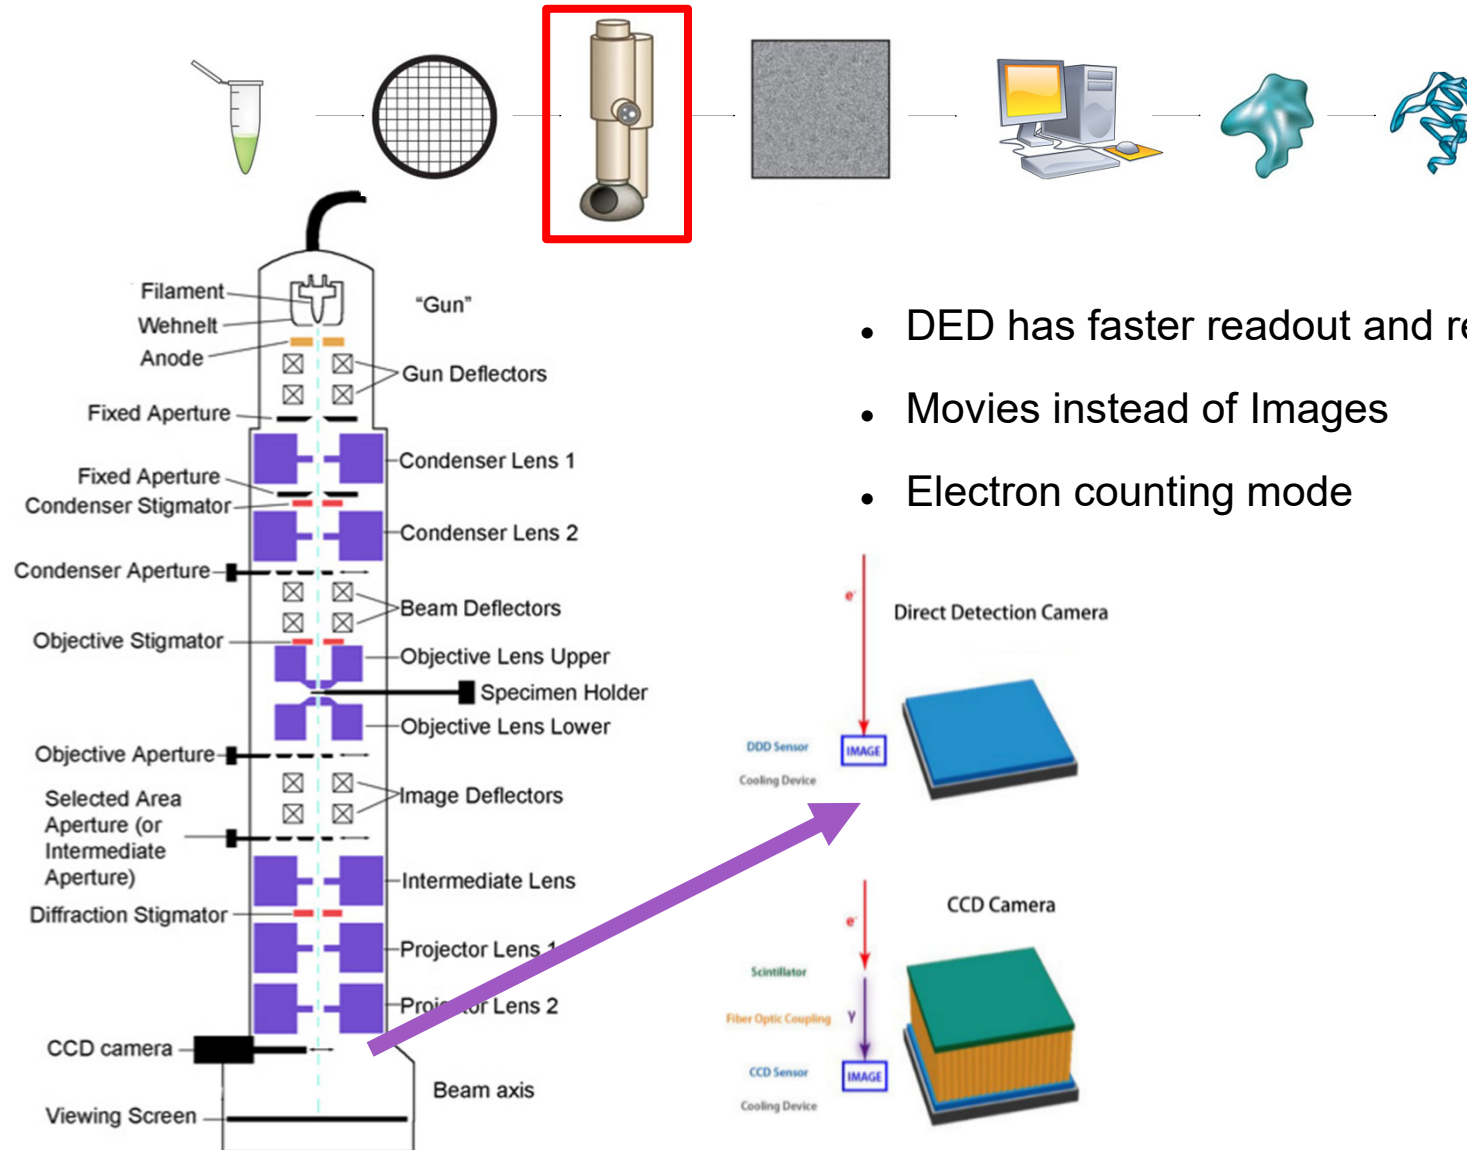 Filament
"Gun"
Wehnelt
Anode
Gun Deflectors
Fixed Aperture
Condenser Lens 1
Fixed Aperture
Condenser Stigmator
Condenser Lens 2
Condenser Aperture
Beam Deflectors
Objective Stigmator
Objective Lens Upper
Specimen Holder
Objective Lens Lower
Objective Aperture
Selected Area
Aperture (or
Intermediate
Aperture)
Image Deflectors
Intermediate Lens
Diffraction Stigmator
Projector Lens 1
Projector Lens 2
CCD camera
Beam axis
Viewing Screen
• DED has faster readout and
• Movies instead of Images
• Electron counting mode
e-
Direct Detection Camera
DDD Sensor
IMAGE
Cooling Device
CCD Camera
e-
Scintillator
Fiber Optic Coupling
γ
CCD Sensor
IMAGE
Cooling Device